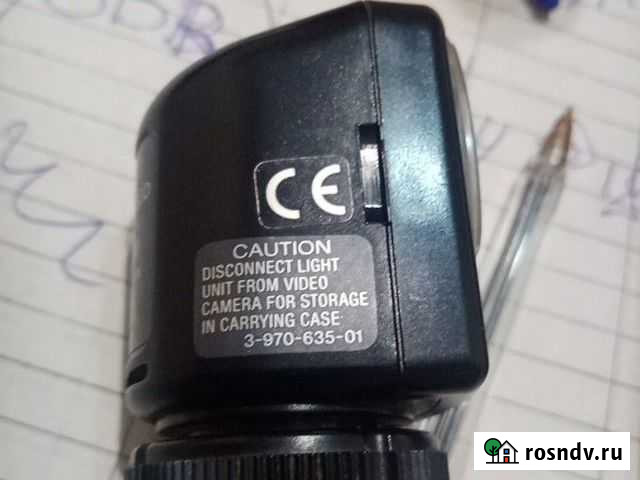 CE
CAUTION
DISCONNECT LIGHT
UNIT FROM VIDEO
CAMERA FOR STORAGE
IN CARRYING CASE
3-970-635-01
rosndv.ru